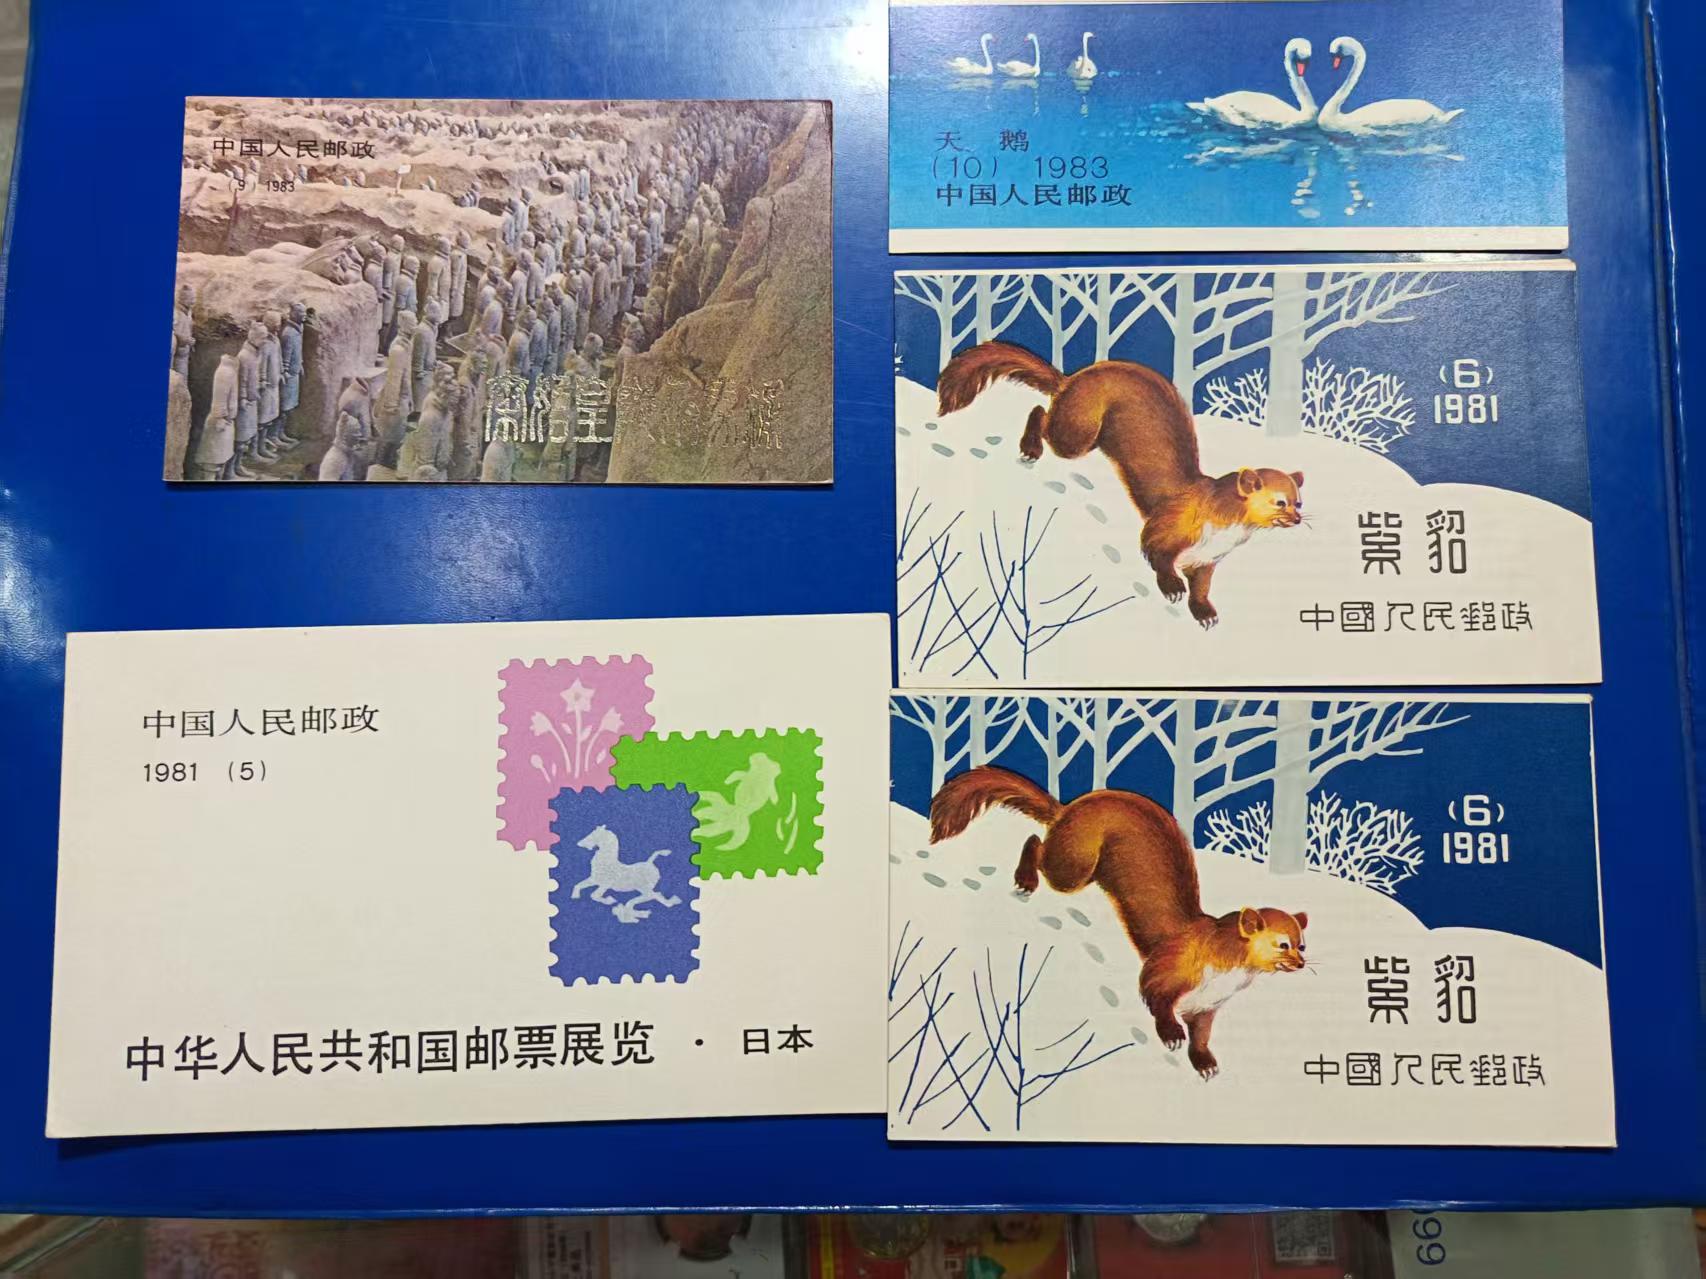 中国人民邮政
（9）1983
秦始皇陵兵马俑
天 鹅
（10） 1983
中国人民邮政
（6）
1981
紫貂
中國人民郵政
中国人民邮政
1981 （5）
中华人民共和国邮票展览 · 日本
（6）
1981
紫貂
中國人民郵政